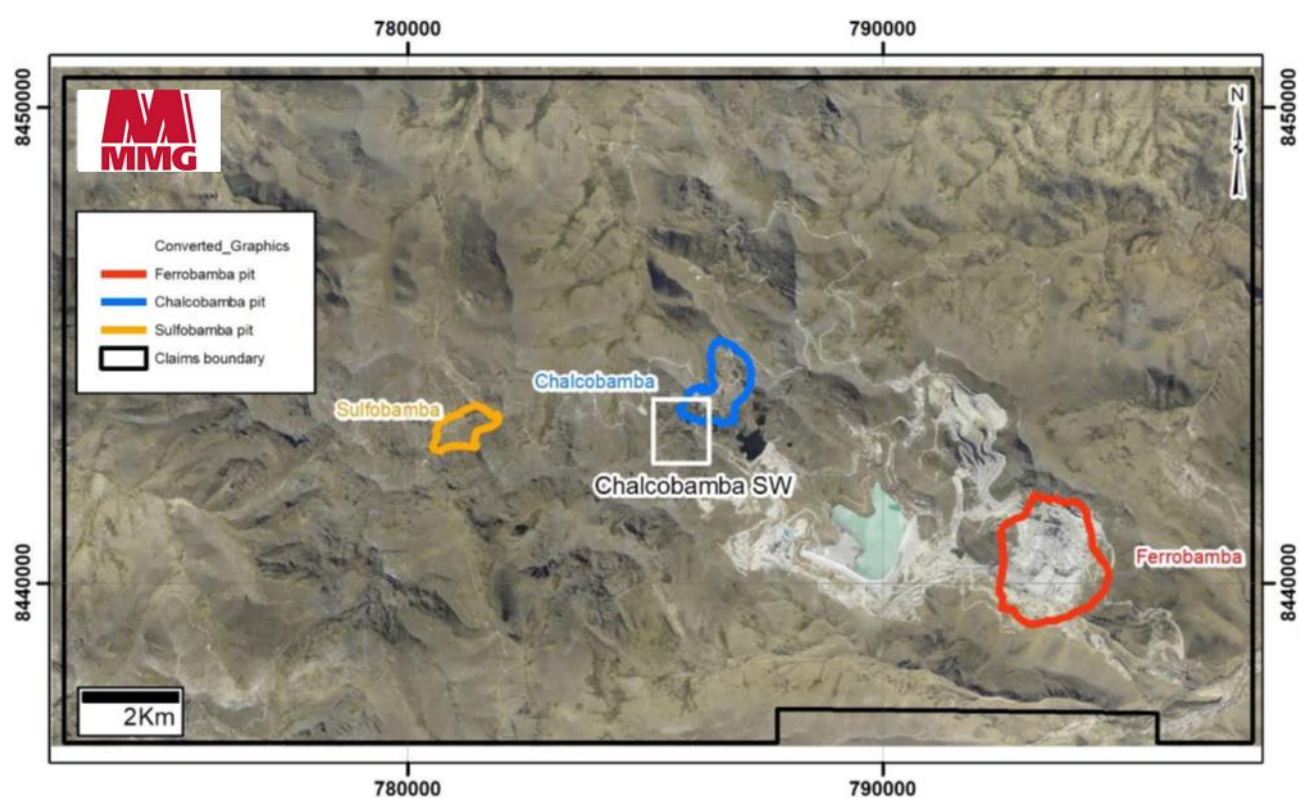 780000
790000
8450000
8450000
MMG
N
Converted_Graphics
Ferrobamba pit
Chalcobamba pit
Sulfobamba pit
Claims boundary
Chalcobamba
Sulfobamba
Chalcobamba SW
Ferrobamba
8440000
8440000
2Km
780000
790000